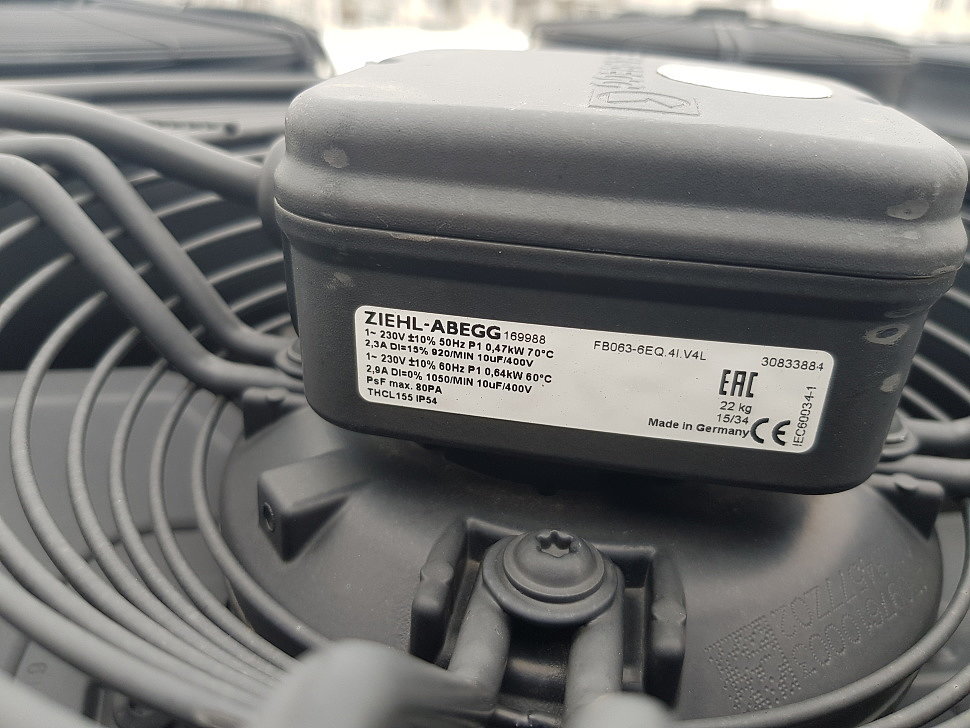 ZIEHL-ABEGG 169988 FB063-6EQ.4I.V4L 30833884
1~ 230V ±10% 50Hz P1 0,47kW 70°C
2,3A DI=15% 920/MIN 10uF/400V
1~ 230V ±10% 60Hz P1 0,64kW 60°C
2,9A DI=0% 1050/MIN 10uF/400V
PsF max. 80PA
THCL155 IP54
EAC
22 kg
15/34
Made in Germany CE
IEC60034-1